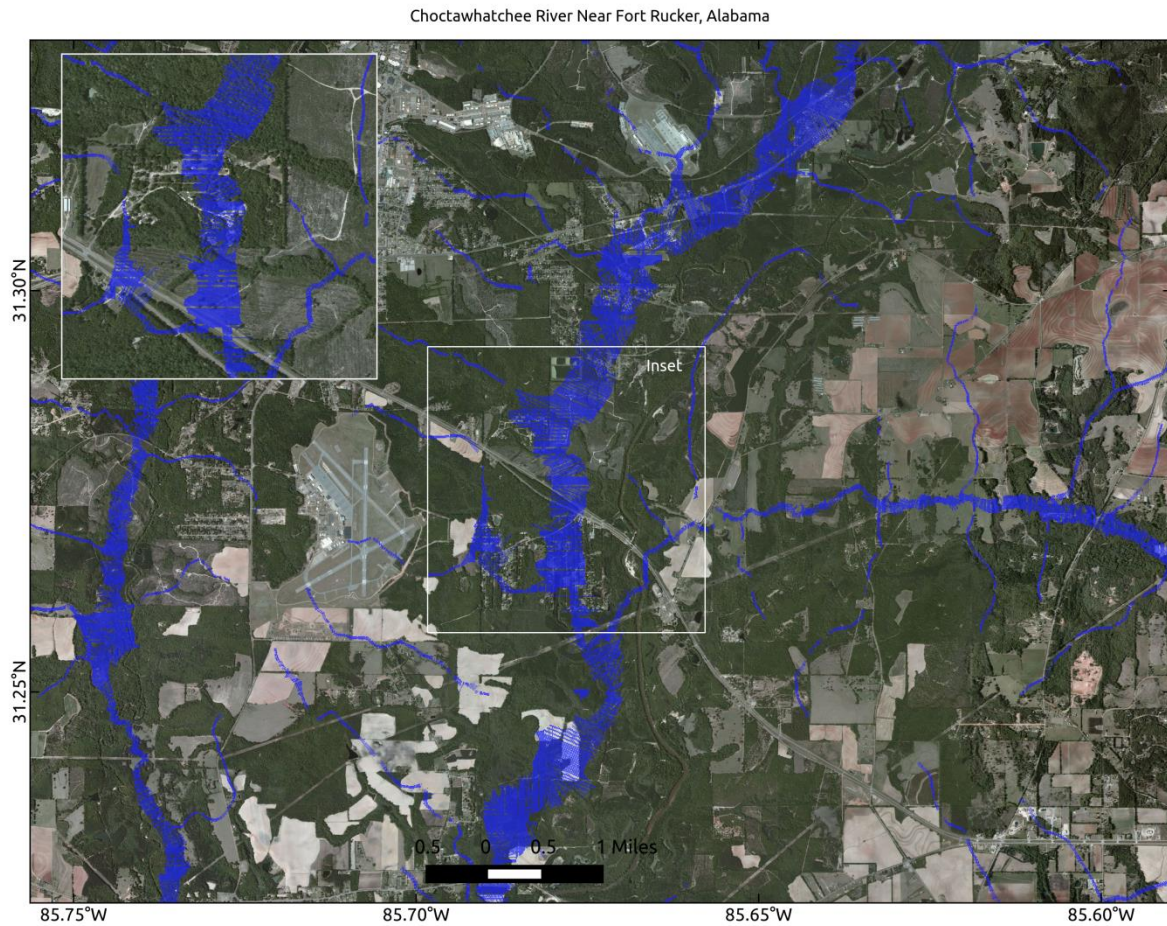 Choctawhatchee River Near Fort Rucker, Alabama
Inset
31.30°N
31.25°N
0.5 0 0.5 1 Miles
85.75°W 85.70°W 85.65°W 85.60°W